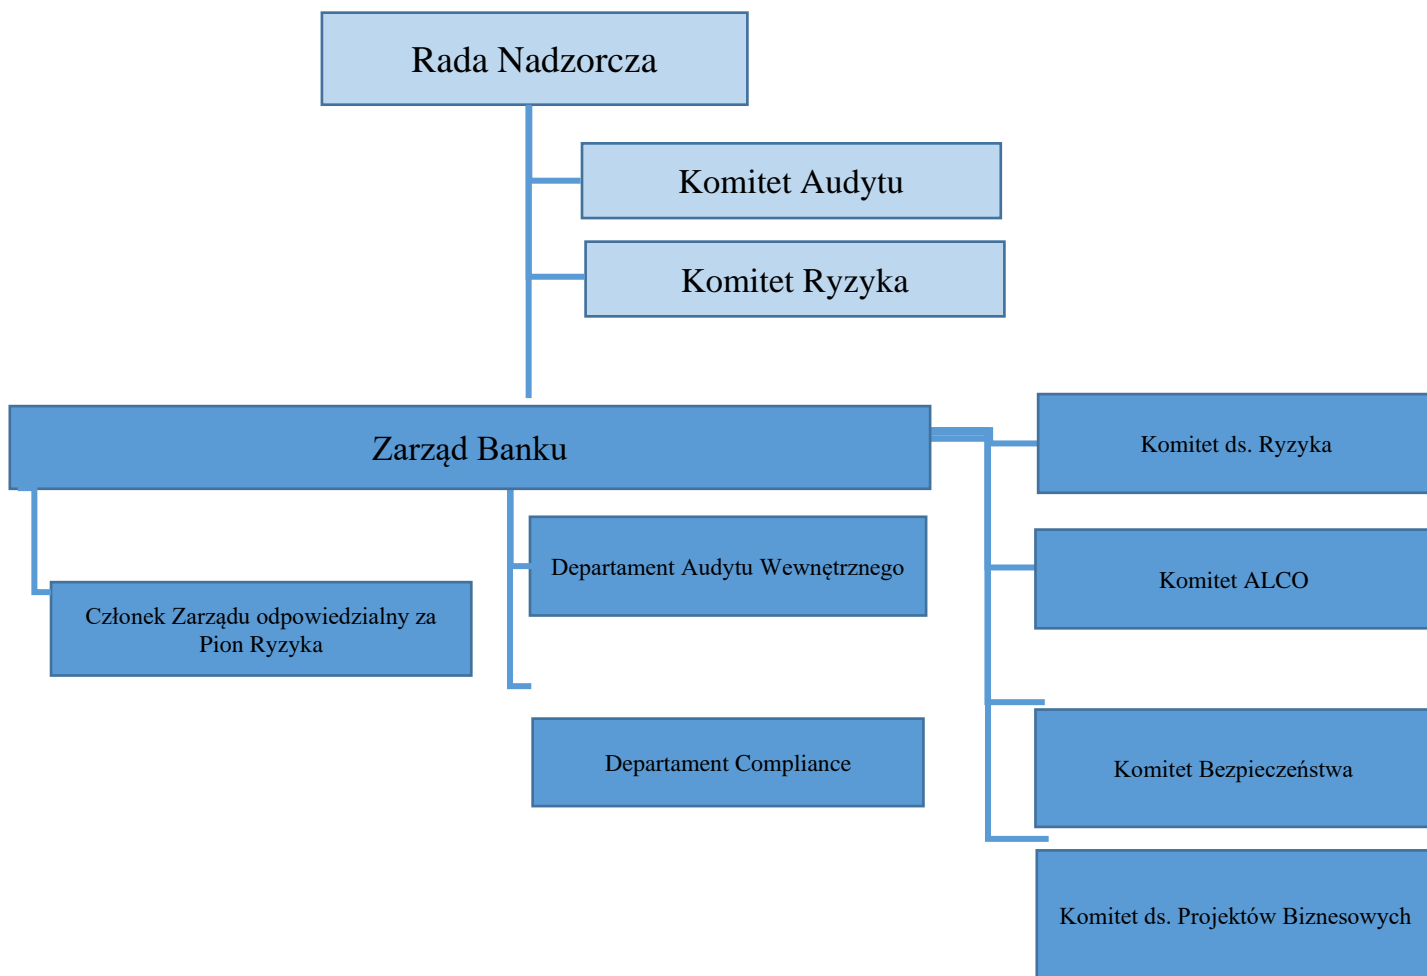 Rada Nadzorcza
Komitet Audytu
Komitet Ryzyka
Zarząd Banku
Komitet ds. Ryzyka
Departament Audytu Wewnętrznego
Komitet ALCO
Członek Zarządu odpowiedzialny za
Pion Ryzyka
Departament Compliance
Komitet Bezpieczeństwa
Komitet ds. Projektów Biznesowych